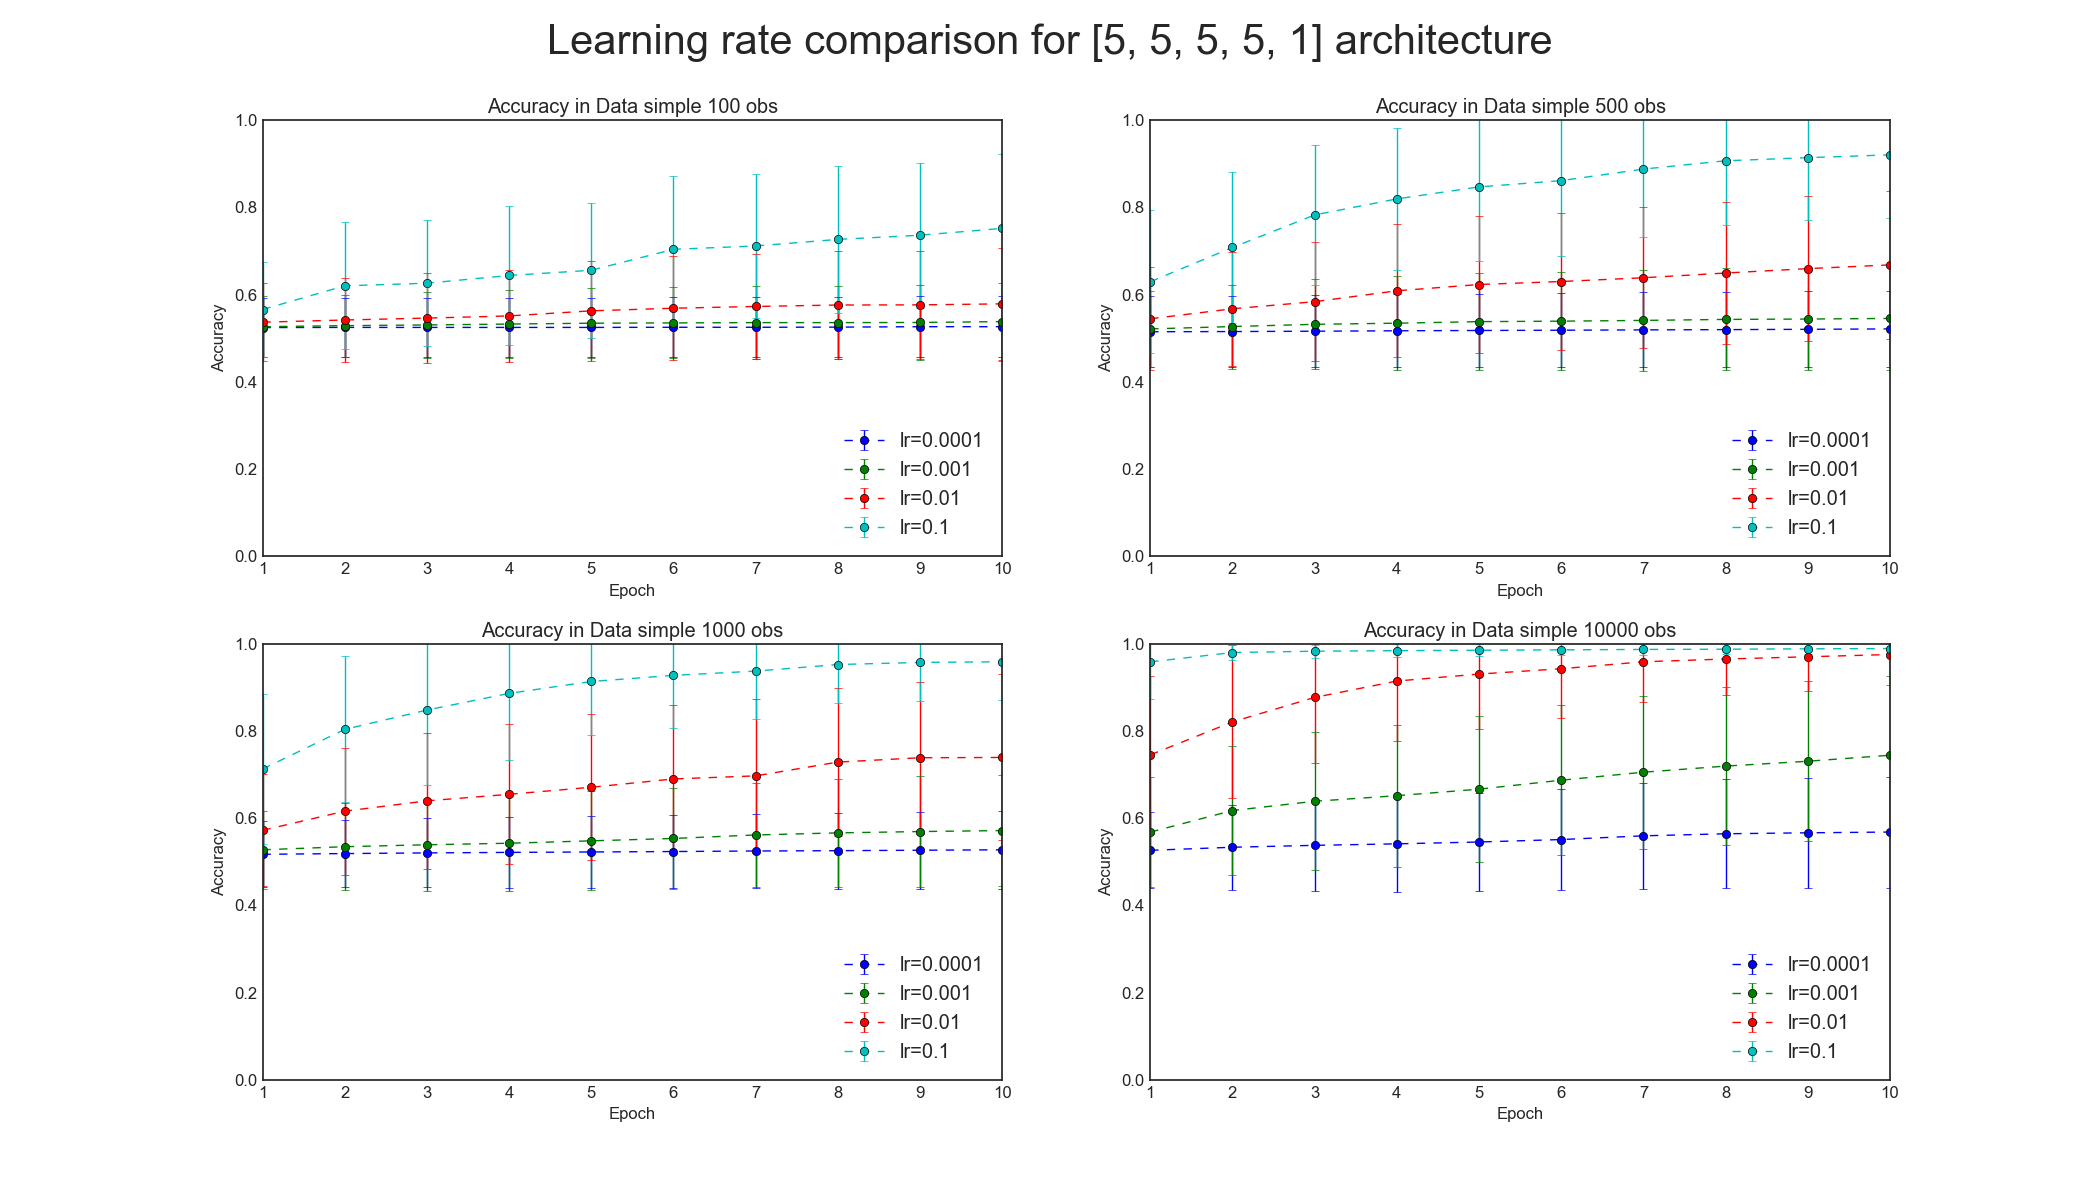 Learning rate comparison for [5, 5, 5, 5, 1] architecture
Accuracy in Data simple 100 obs
1.0
0.8
0.6
0.4
0.2
0.0
Accuracy
lr=0.0001
lr=0.001
lr=0.01
lr=0.1
1 2 3 4 5 6 7 8 9 10
Epoch
Accuracy in Data simple 500 obs
1.0
0.8
0.6
0.4
0.2
0.0
Accuracy
lr=0.0001
lr=0.001
lr=0.01
lr=0.1
1 2 3 4 5 6 7 8 9 10
Epoch
Accuracy in Data simple 1000 obs
1.0
0.8
0.6
0.4
0.2
0.0
Accuracy
lr=0.0001
lr=0.001
lr=0.01
lr=0.1
1 2 3 4 5 6 7 8 9 10
Epoch
Accuracy in Data simple 10000 obs
1.0
0.8
0.6
0.4
0.2
0.0
Accuracy
lr=0.0001
lr=0.001
lr=0.01
lr=0.1
1 2 3 4 5 6 7 8 9 10
Epoch